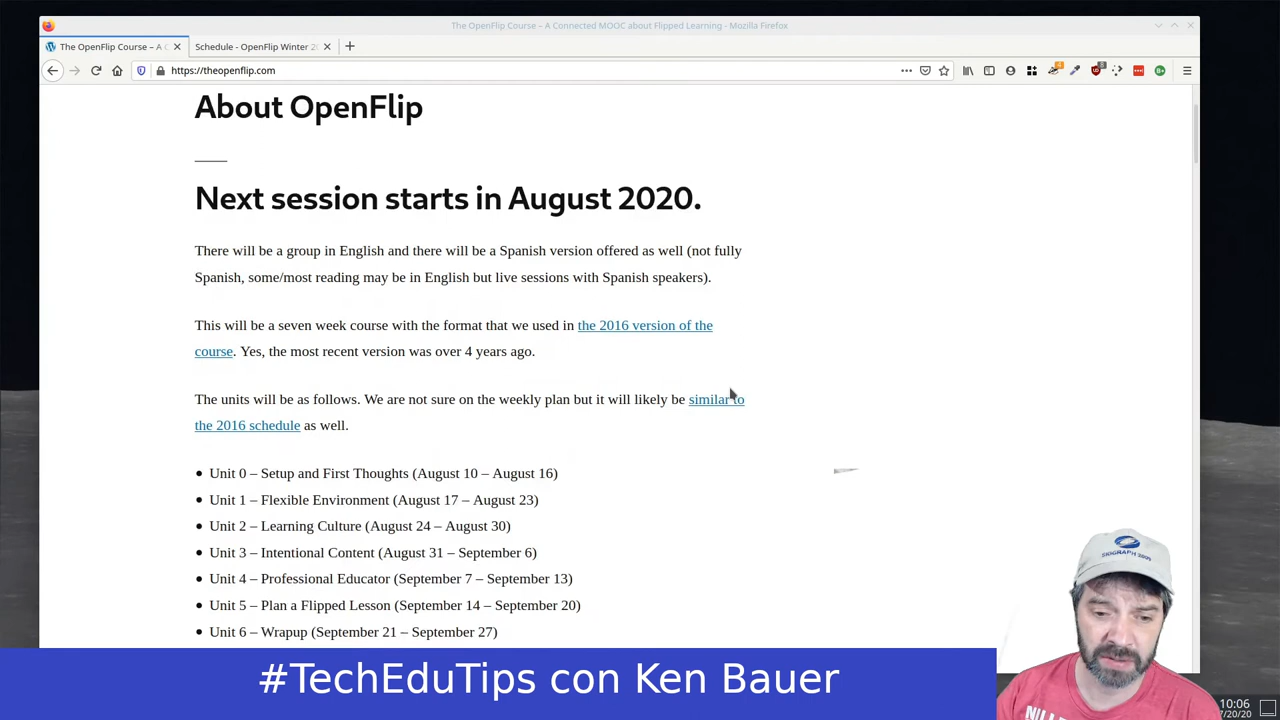 The OpenFlip Course – A Connected MOOC about Flipped Learning - Mozilla Firefox
The OpenFlip Course – A C
Schedule - OpenFlip Winter 20
https://theopenflip.com
About OpenFlip
Next session starts in August 2020.
There will be a group in English and there will be a Spanish version offered as well (not fully
Spanish, some/most reading may be in English but live sessions with Spanish speakers).
This will be a seven week course with the format that we used in the 2016 version of the
course. Yes, the most recent version was over 4 years ago.
The units will be as follows. We are not sure on the weekly plan but it will likely be similar to
the 2016 schedule as well.
• Unit 0 – Setup and First Thoughts (August 10 – August 16)
• Unit 1 – Flexible Environment (August 17 – August 23)
• Unit 2 – Learning Culture (August 24 – August 30)
• Unit 3 – Intentional Content (August 31 – September 6)
• Unit 4 – Professional Educator (September 7 – September 13)
• Unit 5 – Plan a Flipped Lesson (September 14 – September 20)
• Unit 6 – Wrapup (September 21 – September 27)
SIGGRAPH 2005
#TechEduTips con Ken Bauer
10:06
7/20/20